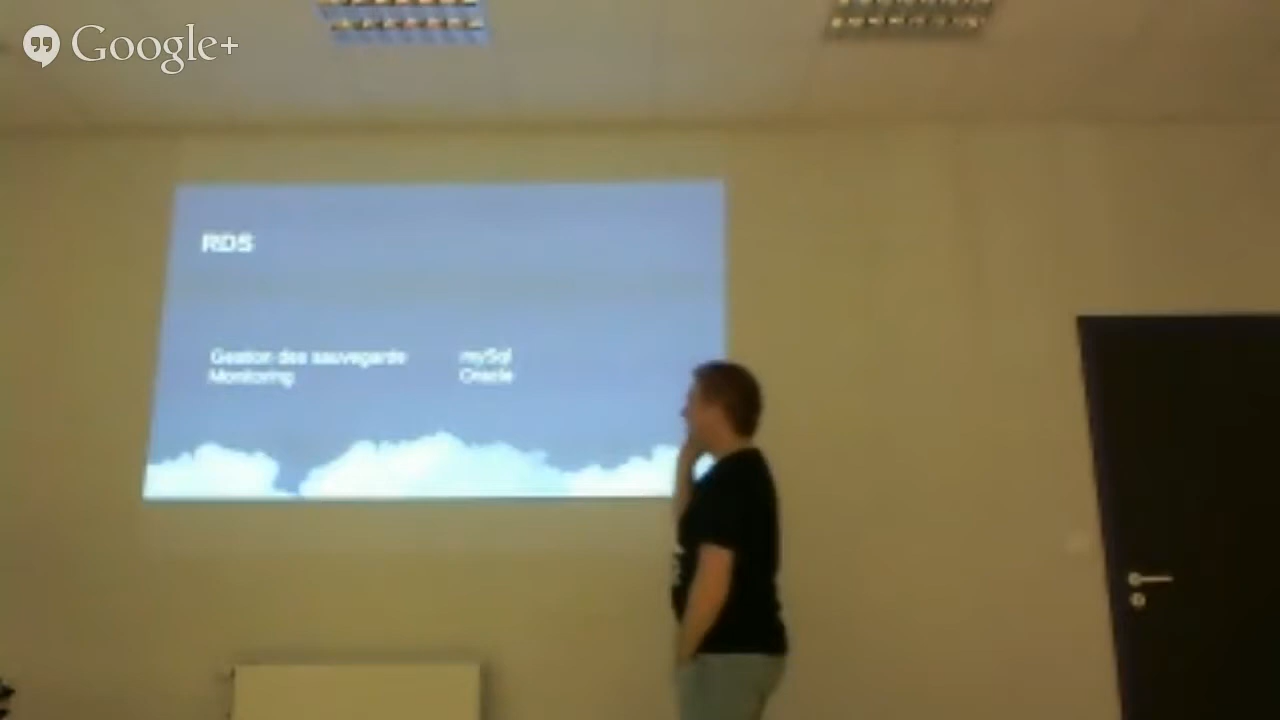 Google+
RDS
Gestion des sauvegarde
Monitoring
mySql
Oracle